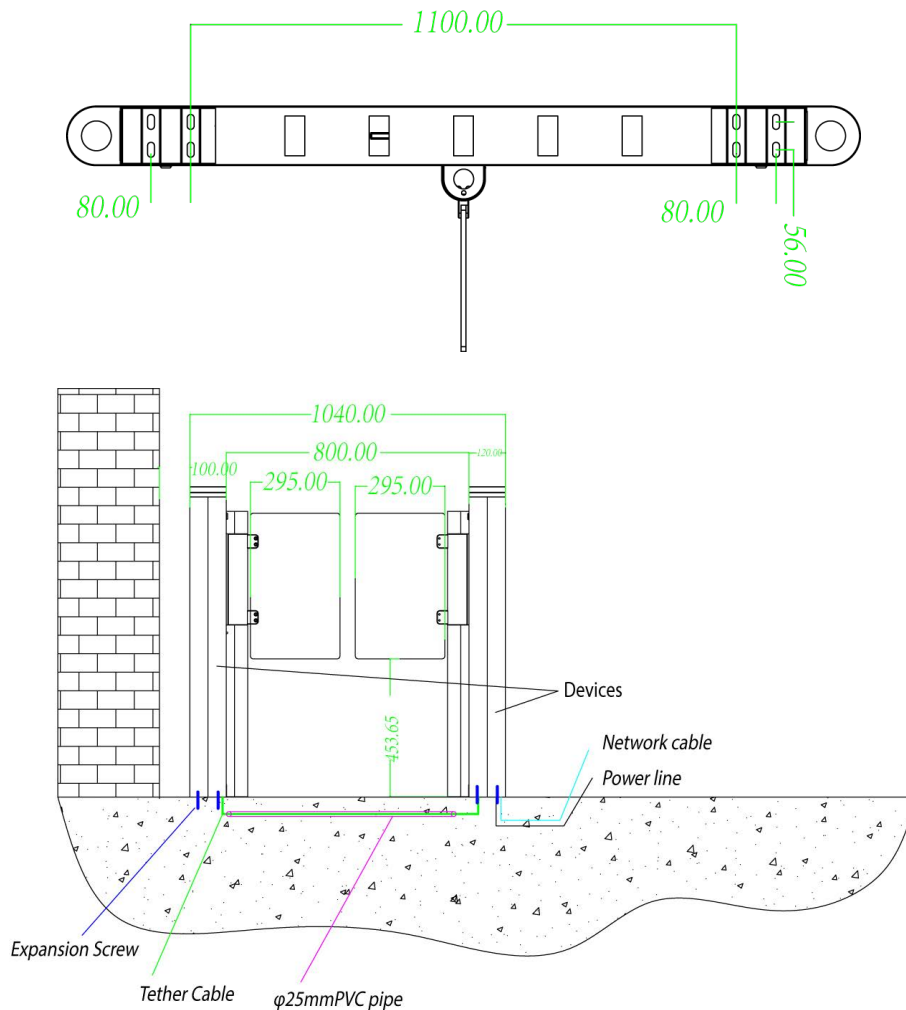 1100.00
80.00
80.00
56.00
1040.00
800.00
120.00
100.00
295.00
295.00
Devices
453.65
Network cable
Power line
Expansion Screw
Tether Cable
φ25mmPVC pipe